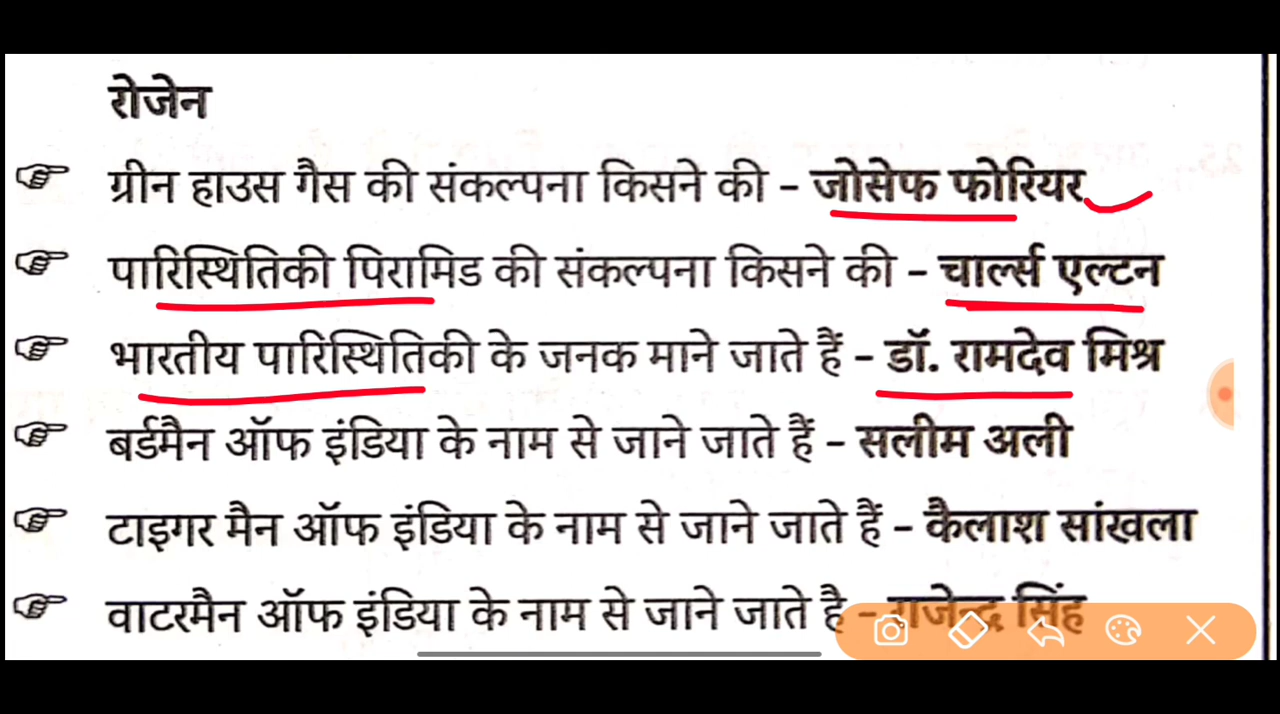 रोजेन
ग्रीन हाउस गैस की संकल्पना किसने की – जोसेफ फोरियर
पारिस्थितिकी पिरामिड की संकल्पना किसने की – चार्ल्स एल्टन
भारतीय पारिस्थितिकी के जनक माने जाते हैं – डॉ. रामदेव मिश्र
बर्डमैन ऑफ इंडिया के नाम से जाने जाते हैं – सलीम अली
टाइगर मैन ऑफ इंडिया के नाम से जाने जाते हैं – कैलाश सांखला
वाटरमैन ऑफ इंडिया के नाम से जाने जाते है – राजेन्द्र सिंह